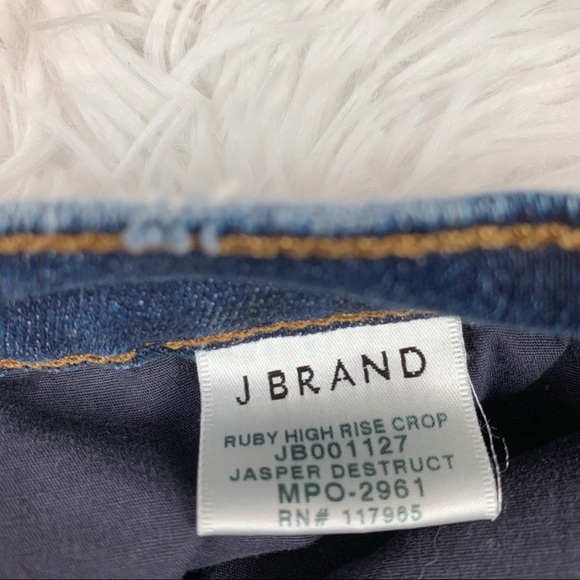 J BRAND
RUBY HIGH RISE CROP
JB001127
JASPER DESTRUCT
MPO-2961
RN# 117965